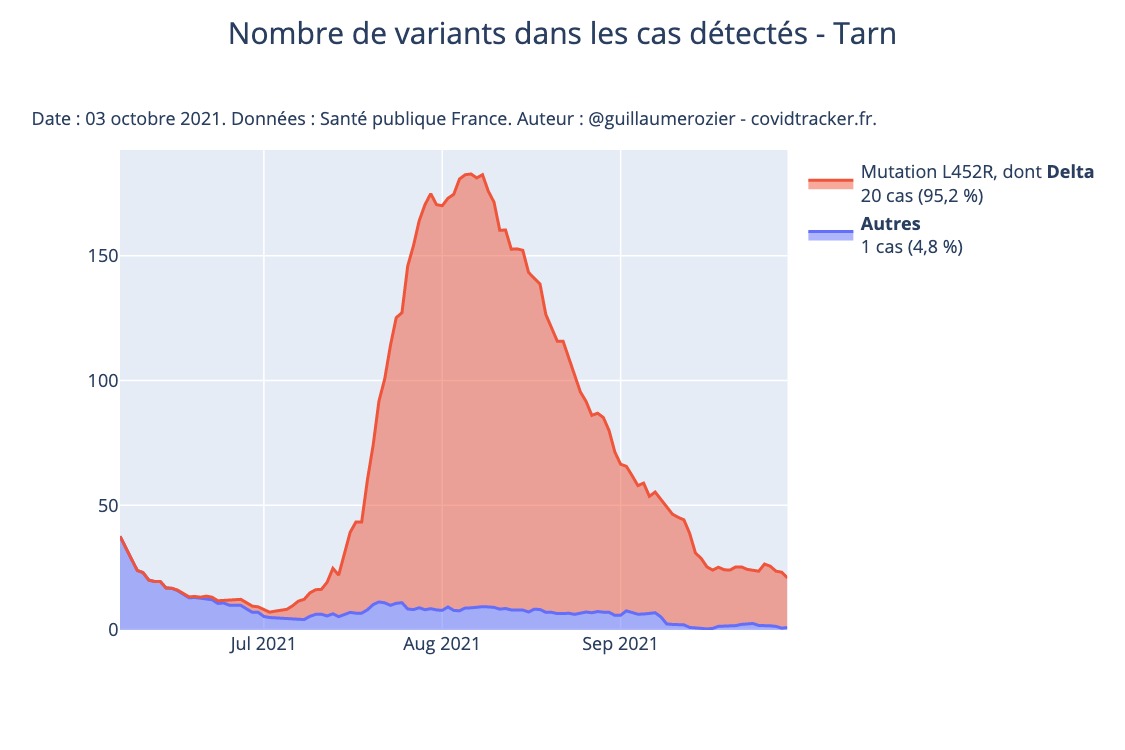 Nombre de variants dans les cas détectés - Tarn
Date : 03 octobre 2021. Données : Santé publique France. Auteur : @guillaumerozier - covidtracker.fr.
Mutation L452R, dont Delta
20 cas (95,2 %)
Autres
1 cas (4,8 %)
150
100
50
0
Jul 2021
Aug 2021
Sep 2021